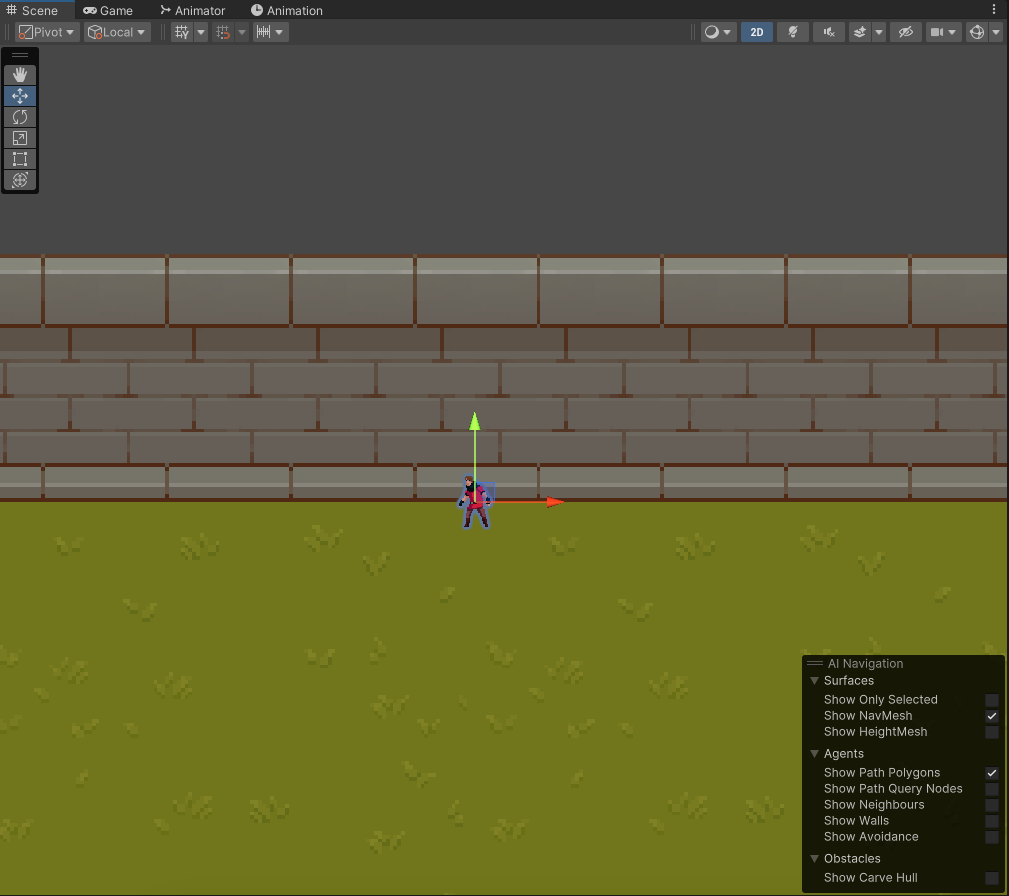 Scene Game Animator Animation
Pivot Local 2D
AI Navigation
Surfaces
Show Only Selected
Show NavMesh
Show HeightMesh
Agents
Show Path Polygons
Show Path Query Nodes
Show Neighbours
Show Walls
Show Avoidance
Obstacles
Show Carve Hull